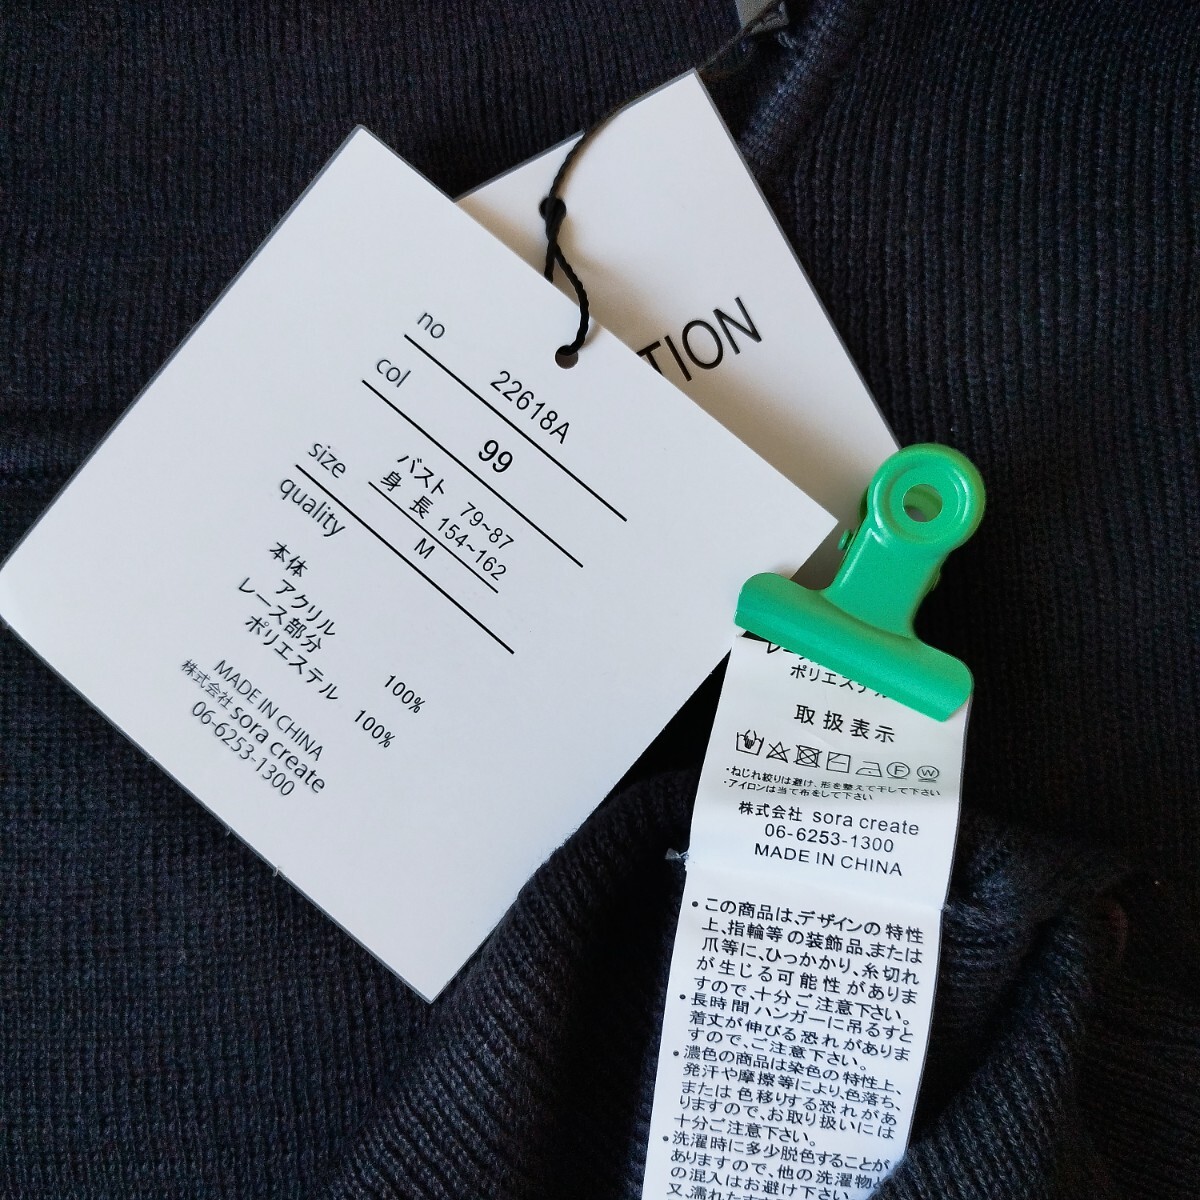 TION
no
22618A
col
99
size
バスト 79~87
身 長 154~162
M
quality
本体
アクリル 100%
レース部分
ポリエステル 100%
MADE IN CHINA
株式会社 sora create
06-6253-1300
ポリエステル
取扱表示
・ねじれ絞りは避け、形を整えて干して下さい
・アイロンは当て布をして下さい
株式会社 sora create
06-6253-1300
MADE IN CHINA
•この商品は、デザインの特性
上、指輪等の装飾品、または
爪等に、ひっかかり、糸切れ
が生じる可能性がありま
すので、十分ご注意下さい。
•長時間ハンガーに吊るすと
着丈が伸びる恐れがありま
すので、ご注意下さい。
•濃色の商品は染色の特性上、
発汗や摩擦等により、色落ち、
または色移りする恐れがあ
りますので、お取り扱いには
十分ご注意下さい。
•洗濯時に多少脱色することが
ありますので、他の洗濯物と
の混入はお避け下さい